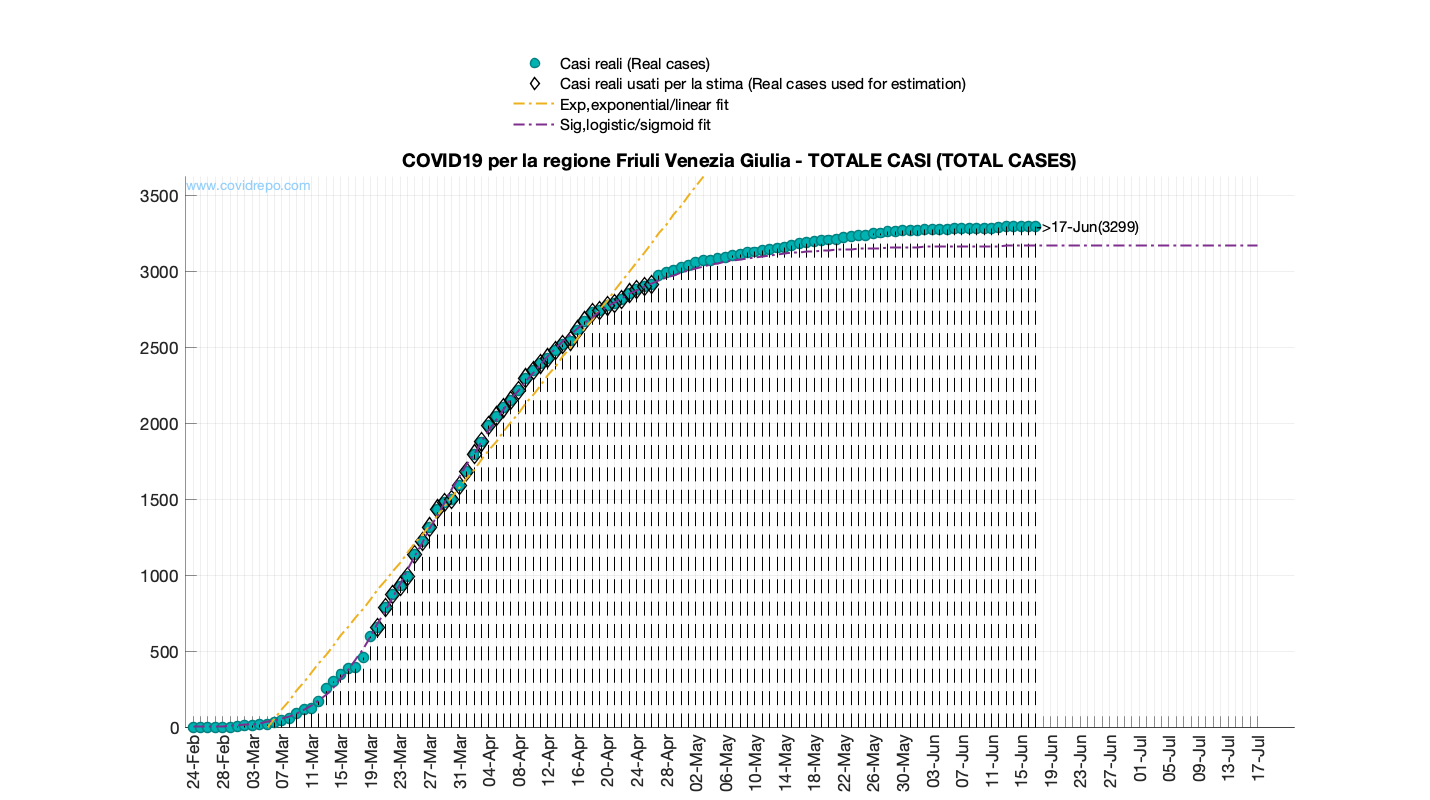 Casi reali (Real cases)
Casi reali usati per la stima (Real cases used for estimation)
Exp,exponential/linear fit
Sig,logistic/sigmoid fit
COVID19 per la regione Friuli Venezia Giulia - TOTALE CASI (TOTAL CASES)
www.covidrepo.com
3500
3000
2500
2000
1500
1000
500
0
>17-Jun(3299)
24-Feb
28-Feb
03-Mar
07-Mar
11-Mar
15-Mar
19-Mar
23-Mar
27-Mar
31-Mar
04-Apr
08-Apr
12-Apr
16-Apr
20-Apr
24-Apr
28-Apr
02-May
06-May
10-May
14-May
18-May
22-May
26-May
30-May
03-Jun
07-Jun
11-Jun
15-Jun
19-Jun
23-Jun
27-Jun
01-Jul
05-Jul
09-Jul
13-Jul
17-Jul